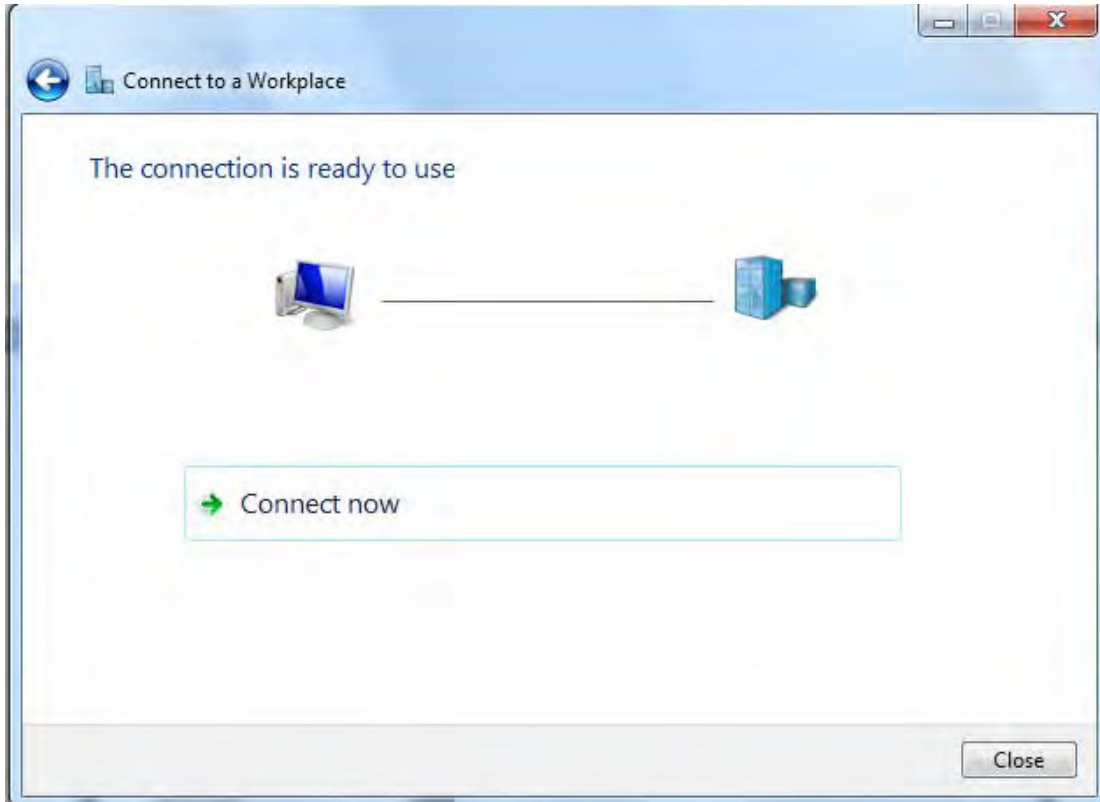 Connect to a Workplace
The connection is ready to use
Connect now
Close